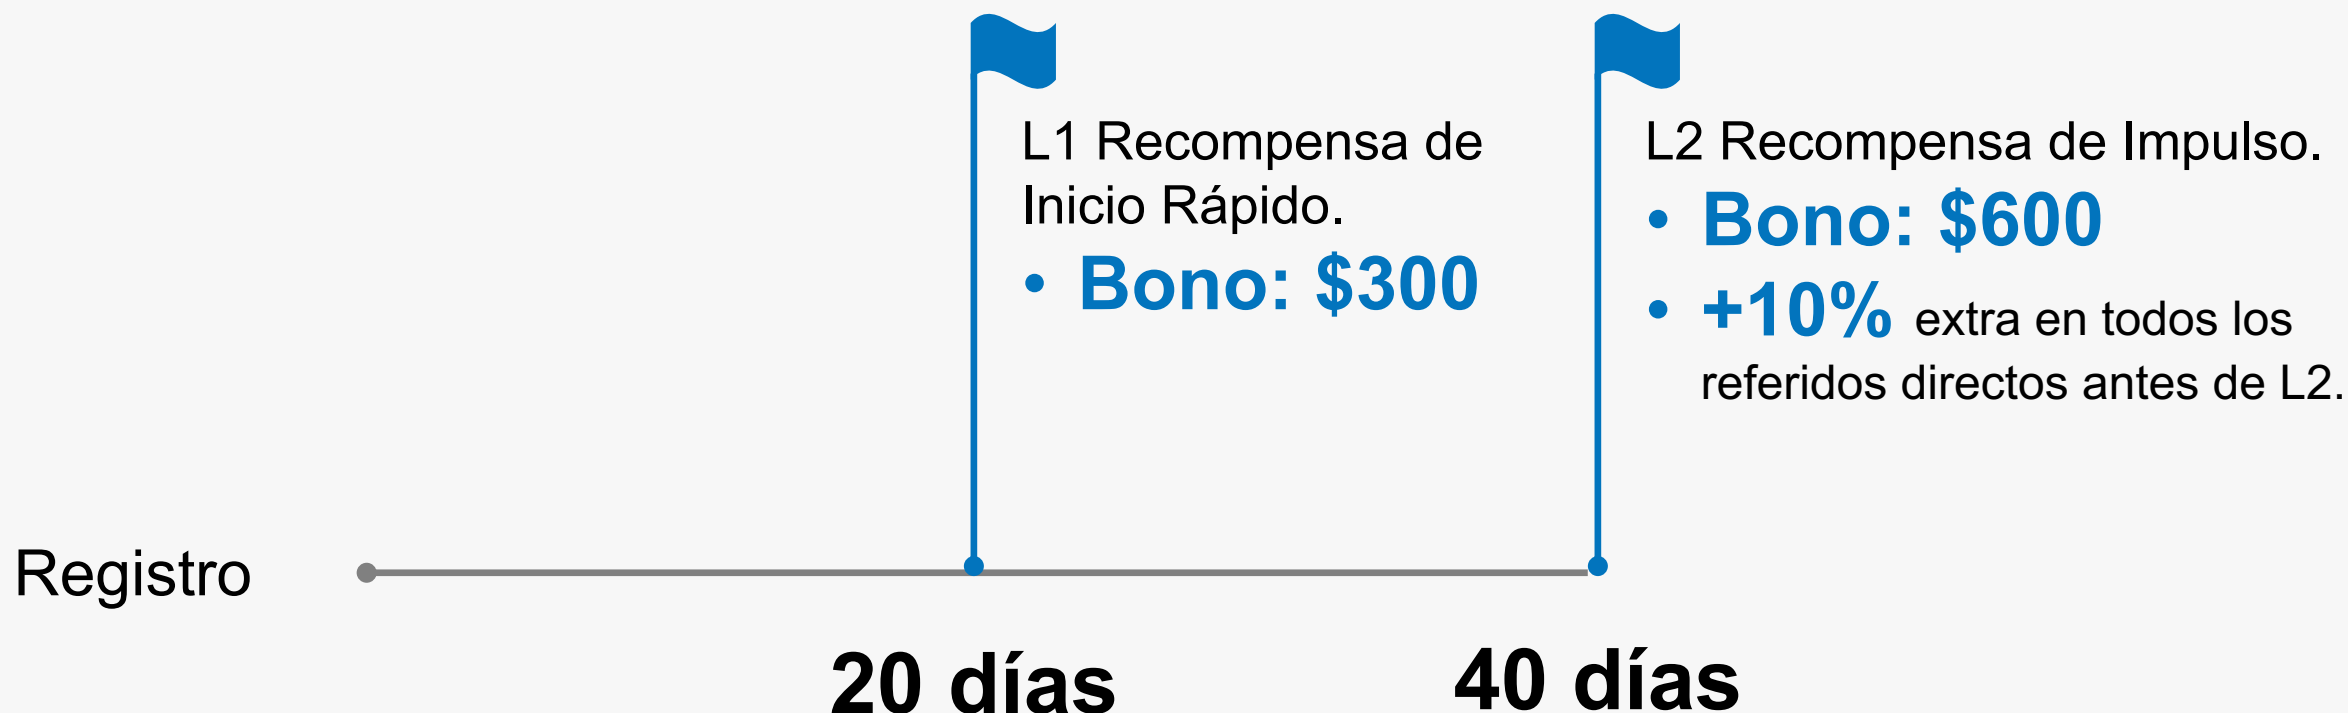 L1 Recompensa de
Inicio Rápido.
• Bono: $300
L2 Recompensa de Impulso.
• Bono: $600
• +10% extra en todos los
referidos directos antes de L2.
Registro
20 días
40 días